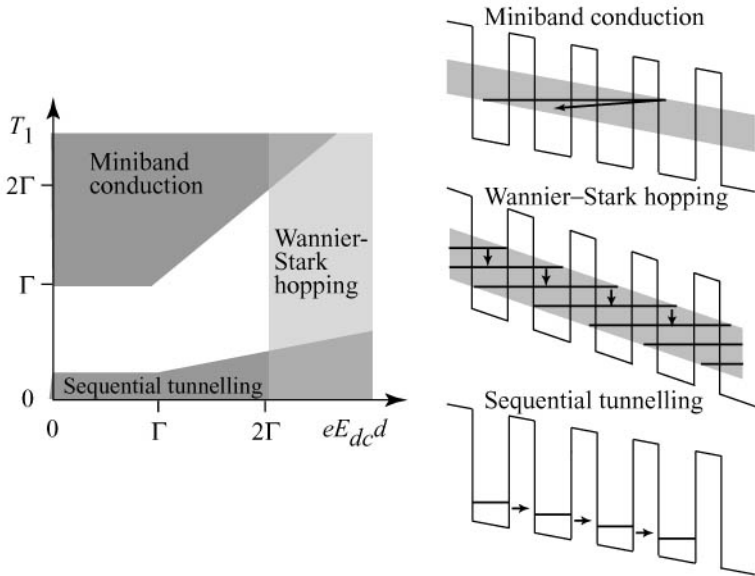 T₁
2Γ
Γ
0
Miniband
conduction
Wannier-
Stark
hopping
Sequential tunnelling
0
Γ
2Γ
eE_dc d
Miniband conduction
Wannier–Stark hopping
Sequential tunnelling